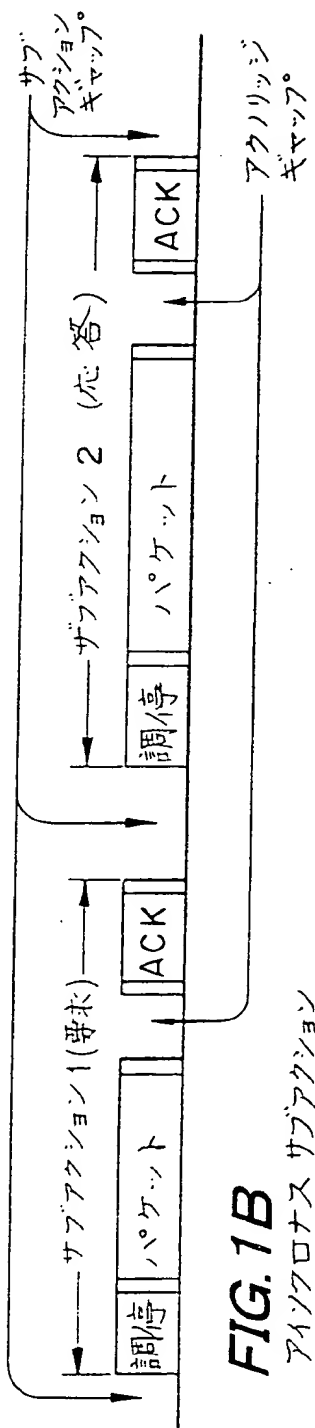 サブ
アクション
ギャップ
サブアクション1(要求)
サブアクション2 (応答)
調停
パケット
ACK
調停
パケット
ACK
アクノリッジ
ギャップ
FIG.1B
アイソクロナス サブアクション